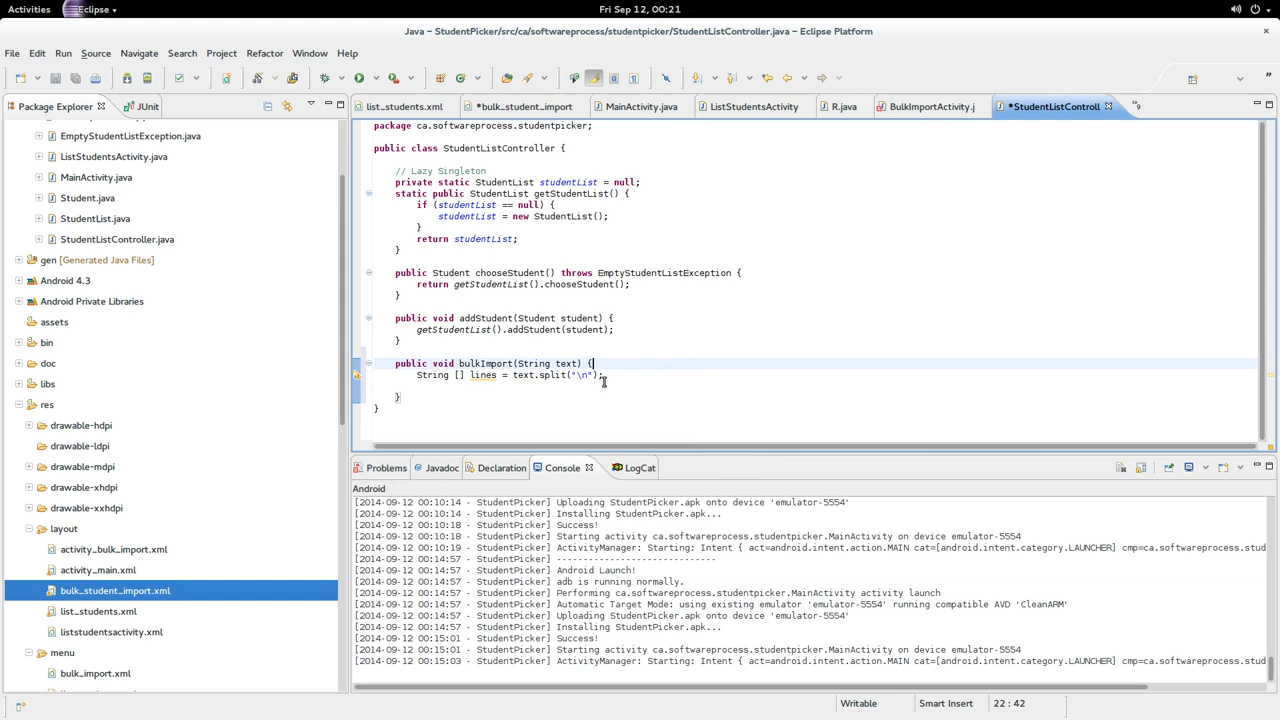 Activities Eclipse Fri Sep 12, 00:21
Java – StudentPicker/src/ca/softwareprocess/studentpicker/StudentListController.java – Eclipse Platform
File Edit Run Source Navigate Search Project Refactor Window Help
Package Explorer JUnit
EmptyStudentListException.java
ListStudentsActivity.java
MainActivity.java
Student.java
StudentList.java
StudentListController.java
gen [Generated Java Files]
Android 4.3
Android Private Libraries
assets
bin
doc
libs
res
drawable-hdpi
drawable-ldpi
drawable-mdpi
drawable-xhdpi
drawable-xxhdpi
layout
activity_bulk_import.xml
activity_main.xml
bulk_student_import.xml
list_students.xml
liststudentsactivity.xml
menu
bulk_import.xml
list_students.xml *bulk_student_import MainActivity.java ListStudentsActivity R.java BulkImportActivity.j *StudentListControll »9
package ca.softwareprocess.studentpicker;
public class StudentListController {
// Lazy Singleton
private static StudentList studentList = null;
static public StudentList getStudentList() {
if (studentList == null) {
studentList = new StudentList();
}
return studentList;
}
public Student chooseStudent() throws EmptyStudentListException {
return getStudentList().chooseStudent();
}
public void addStudent(Student student) {
getStudentList().addStudent(student);
}
public void bulkImport(String text) {
String [] lines = text.split("\n");
}
}
Problems Javadoc Declaration Console LogCat
Android
[2014-09-12 00:10:14 - StudentPicker] Uploading StudentPicker.apk onto device 'emulator-5554'
[2014-09-12 00:10:14 - StudentPicker] Installing StudentPicker.apk...
[2014-09-12 00:10:18 - StudentPicker] Success!
[2014-09-12 00:10:18 - StudentPicker] Starting activity ca.softwareprocess.studentpicker.MainActivity on device emulator-5554
[2014-09-12 00:10:19 - StudentPicker] ActivityManager: Starting: Intent { act=android.intent.action.MAIN cat=[android.intent.category.LAUNCHER] cmp=ca.softwareprocess.stud
[2014-09-12 00:14:57 - StudentPicker] ------------------------------
[2014-09-12 00:14:57 - StudentPicker] Android Launch!
[2014-09-12 00:14:57 - StudentPicker] adb is running normally.
[2014-09-12 00:14:57 - StudentPicker] Performing ca.softwareprocess.studentpicker.MainActivity activity launch
[2014-09-12 00:14:57 - StudentPicker] Automatic Target Mode: using existing emulator 'emulator-5554' running compatible AVD 'CleanARM'
[2014-09-12 00:14:57 - StudentPicker] Uploading StudentPicker.apk onto device 'emulator-5554'
[2014-09-12 00:14:57 - StudentPicker] Installing StudentPicker.apk...
[2014-09-12 00:15:01 - StudentPicker] Success!
[2014-09-12 00:15:01 - StudentPicker] Starting activity ca.softwareprocess.studentpicker.MainActivity on device emulator-5554
[2014-09-12 00:15:03 - StudentPicker] ActivityManager: Starting: Intent { act=android.intent.action.MAIN cat=[android.intent.category.LAUNCHER] cmp=ca.softwareprocess.stud
Writable Smart Insert 22 : 42